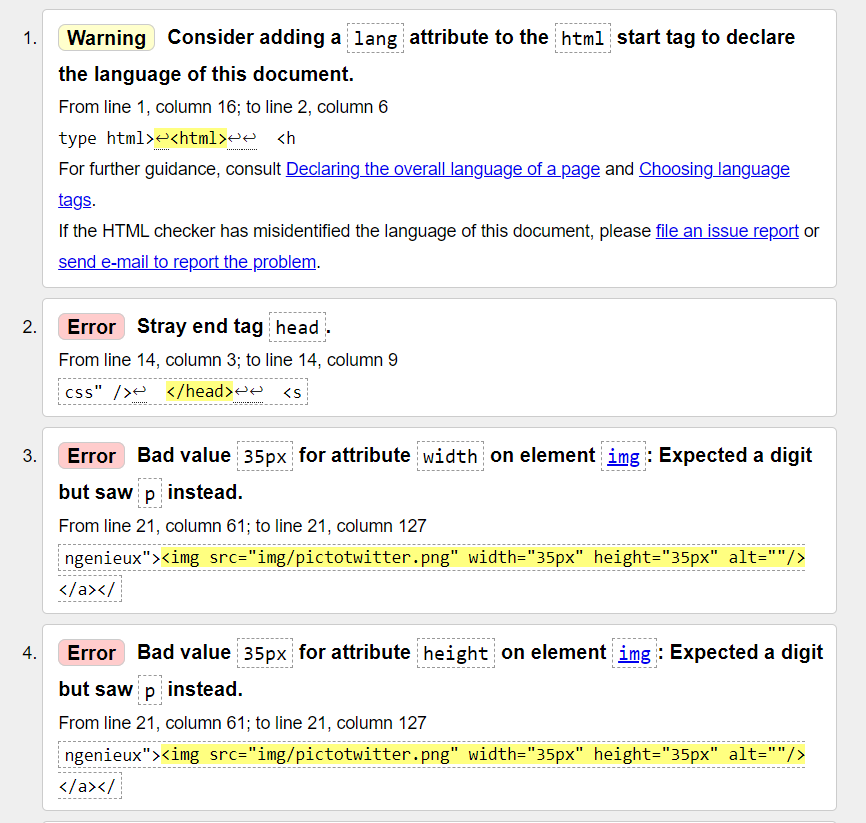 1. Warning Consider adding a lang attribute to the html start tag to declare
the language of this document.
From line 1, column 16; to line 2, column 6
type html>↩<html>↩↩  <h
For further guidance, consult Declaring the overall language of a page and Choosing language
tags.
If the HTML checker has misidentified the language of this document, please file an issue report or
send e-mail to report the problem.
2. Error Stray end tag head.
From line 14, column 3; to line 14, column 9
css" />↩  </head>↩↩  <s
3. Error Bad value 35px for attribute width on element img: Expected a digit
but saw p instead.
From line 21, column 61; to line 21, column 127
ngenieux"><img src="img/pictotwitter.png" width="35px" height="35px" alt=""/>
</a></
4. Error Bad value 35px for attribute height on element img: Expected a digit
but saw p instead.
From line 21, column 61; to line 21, column 127
ngenieux"><img src="img/pictotwitter.png" width="35px" height="35px" alt=""/>
</a></